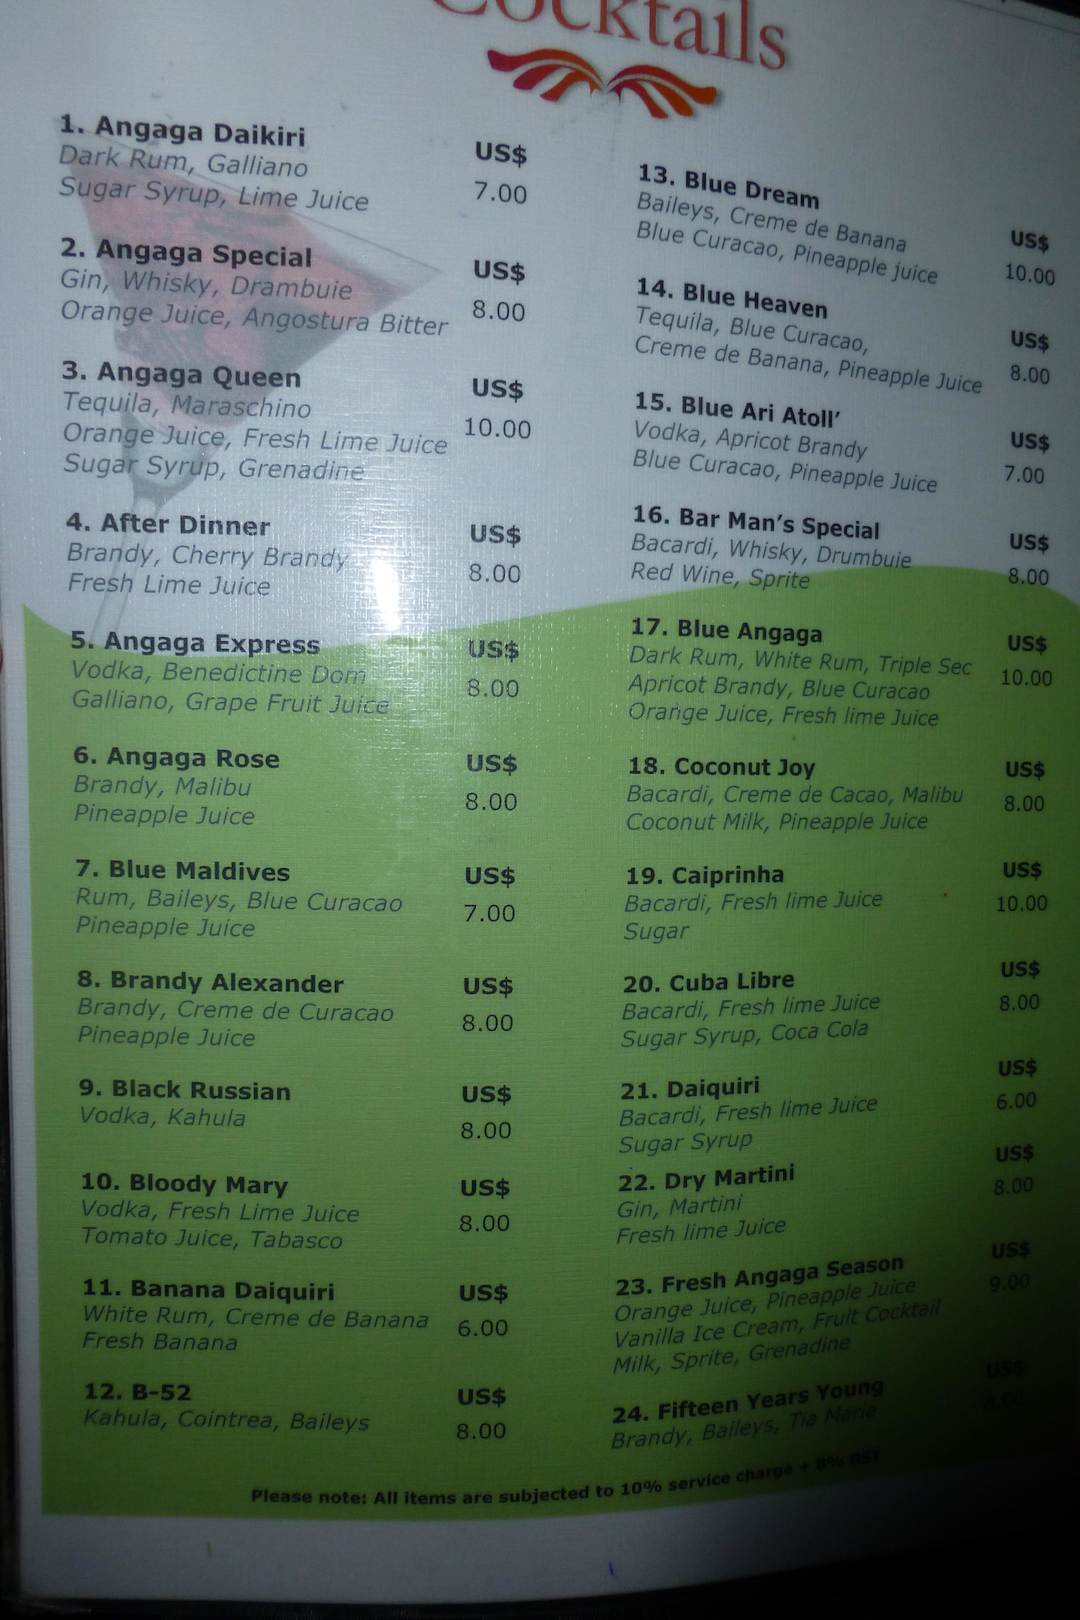 Cocktails
1. Angaga Daikiri
Dark Rum, Galliano
Sugar Syrup, Lime Juice
US$
7.00
2. Angaga Special
Gin, Whisky, Drambuie
Orange Juice, Angostura Bitter
US$
8.00
3. Angaga Queen
Tequila, Maraschino
Orange Juice, Fresh Lime Juice
Sugar Syrup, Grenadine
US$
10.00
4. After Dinner
Brandy, Cherry Brandy
Fresh Lime Juice
US$
8.00
5. Angaga Express
Vodka, Benedictine Dom
Galliano, Grape Fruit Juice
US$
8.00
6. Angaga Rose
Brandy, Malibu
Pineapple Juice
US$
8.00
7. Blue Maldives
Rum, Baileys, Blue Curacao
Pineapple Juice
US$
7.00
8. Brandy Alexander
Brandy, Creme de Curacao
Pineapple Juice
US$
8.00
9. Black Russian
Vodka, Kahula
US$
8.00
10. Bloody Mary
Vodka, Fresh Lime Juice
Tomato Juice, Tabasco
US$
8.00
11. Banana Daiquiri
White Rum, Creme de Banana
Fresh Banana
US$
6.00
12. B-52
Kahula, Cointrea, Baileys
US$
8.00
13. Blue Dream
Baileys, Creme de Banana
Blue Curacao, Pineapple juice
US$
10.00
14. Blue Heaven
Tequila, Blue Curacao,
Creme de Banana, Pineapple Juice
US$
8.00
15. Blue Ari Atoll’
Vodka, Apricot Brandy
Blue Curacao, Pineapple Juice
US$
7.00
16. Bar Man’s Special
Bacardi, Whisky, Drumbuie
Red Wine, Sprite
US$
8.00
17. Blue Angaga
Dark Rum, White Rum, Triple Sec
Apricot Brandy, Blue Curacao
Orange Juice, Fresh lime Juice
US$
10.00
18. Coconut Joy
Bacardi, Creme de Cacao, Malibu
Coconut Milk, Pineapple Juice
US$
8.00
19. Caiprinha
Bacardi, Fresh lime Juice
Sugar
US$
10.00
20. Cuba Libre
Bacardi, Fresh lime Juice
Sugar Syrup, Coca Cola
US$
8.00
21. Daiquiri
Bacardi, Fresh lime Juice
Sugar Syrup
US$
6.00
22. Dry Martini
Gin, Martini
Fresh lime Juice
US$
8.00
23. Fresh Angaga Season
Orange Juice, Pineapple Juice
Vanilla Ice Cream, Fruit Cocktail
Milk, Sprite, Grenadine
US$
9.00
24. Fifteen Years Young
Brandy, Baileys, Tia Maria
US$
Please note: All items are subjected to 10% service charge + 8% GST